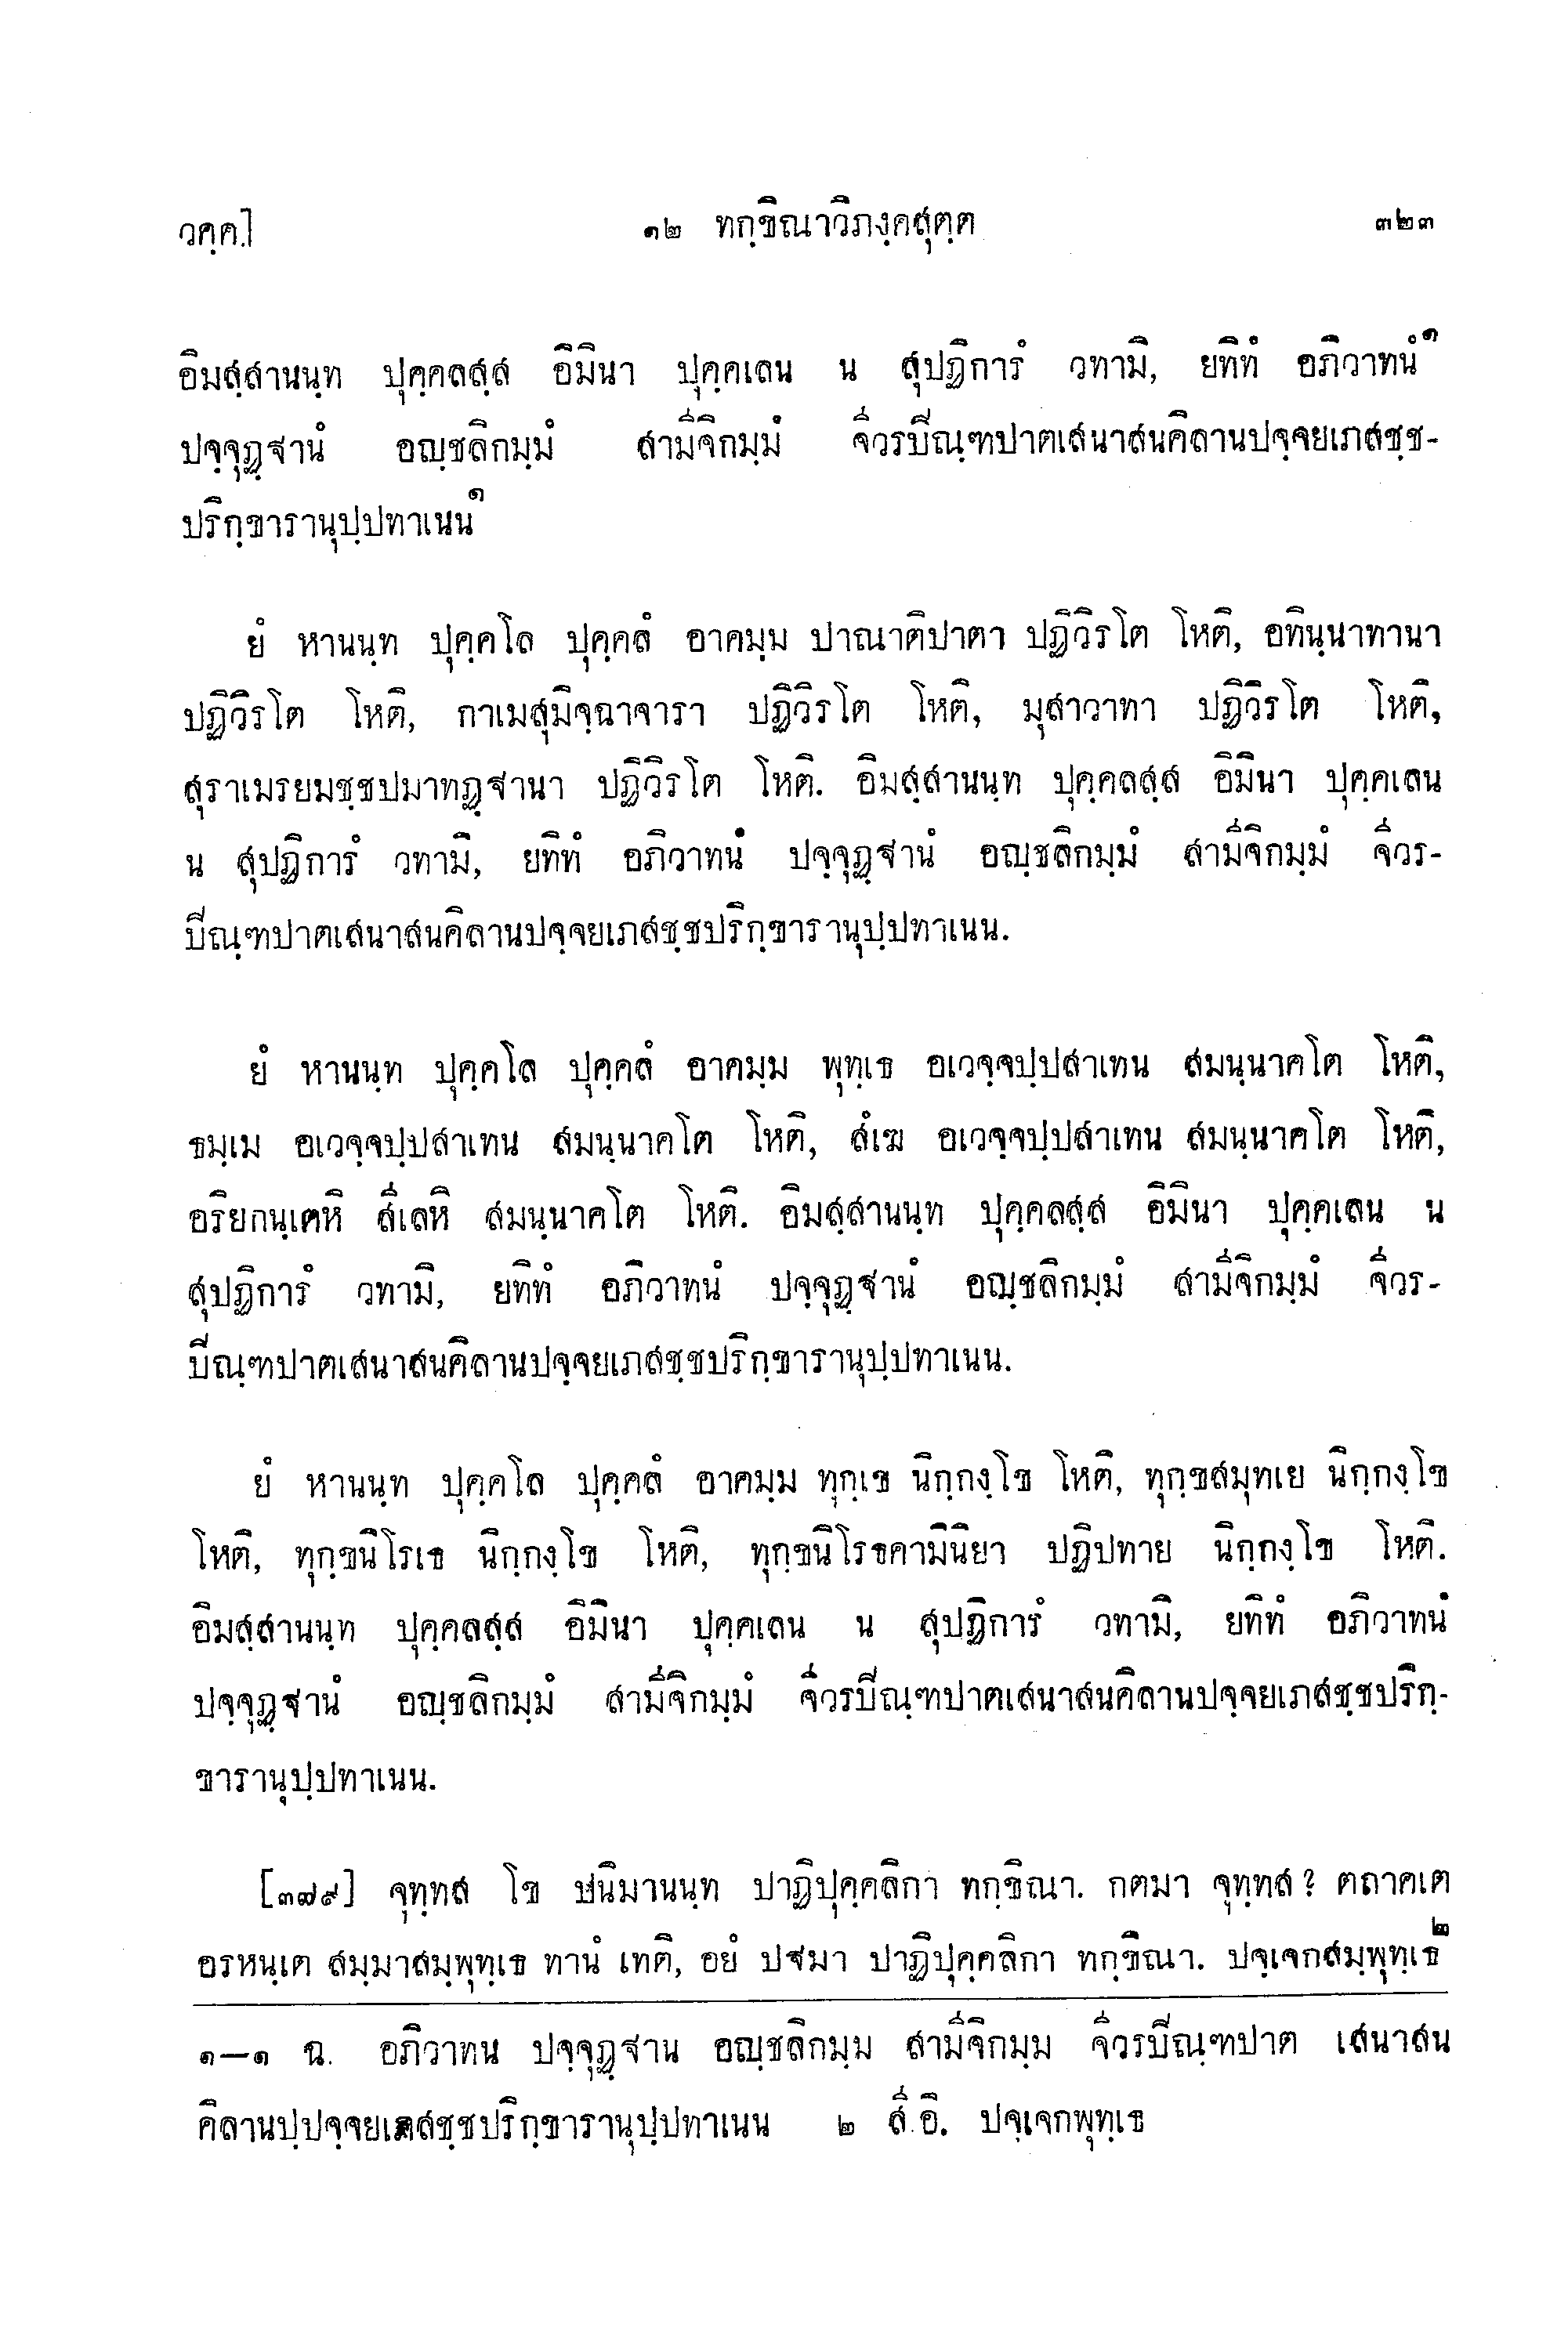 วคฺค.]	๑๒ ทกฺขิณาวิภงฺคสุตฺต	๓๒๓
อิมสฺสานนฺท ปุคฺคลสฺส อิมินา ปุคฺคเลน น สุปฏิการํ วทามิ, ยทิทํ อภิวาทนํ๑
ปจฺจุฏฺฐานํ อญฺชลิกมฺมํ สามีจิกมฺมํ จีวรปิณฺฑปาตเสนาสนคิลานปจฺจยเภสชฺช-
ปริกฺขารานุปฺปทาเนน๑
ยํ หานนฺท ปุคฺคโล ปุคฺคลํ อาคมฺม ปาณาติปาตา ปฏิวิรโต โหติ, อทินฺนาทานา
ปฏิวิรโต โหติ, กาเมสุมิจฺฉาจารา ปฏิวิรโต โหติ, มุสาวาทา ปฏิวิรโต โหติ,
สุราเมรยมชฺชปมาทฏฺฐานา ปฏิวิรโต โหติ. อิมสฺสานนฺท ปุคฺคลสฺส อิมินา ปุคฺคเลน
น สุปฏิการํ วทามิ, ยทิทํ อภิวาทนํ ปจฺจุฏฺฐานํ อญฺชลิกมฺมํ สามีจิกมฺมํ จีวร-
ปิณฺฑปาตเสนาสนคิลานปจฺจยเภสชฺชปริกฺขารานุปฺปทาเนน.
ยํ หานนฺท ปุคฺคโล ปุคฺคลํ อาคมฺม พุทฺเธ อเวจฺจปฺปสาเทน สมนฺนาคโต โหติ,
ธมฺเม อเวจฺจปฺปสาเทน สมนฺนาคโต โหติ, สํเฆ อเวจฺจปฺปสาเทน สมนฺนาคโต โหติ,
อริยกนฺเตหิ สีเลหิ สมนฺนาคโต โหติ. อิมสฺสานนฺท ปุคฺคลสฺส อิมินา ปุคฺคเลน น
สุปฏิการํ วทามิ, ยทิทํ อภิวาทนํ ปจฺจุฏฺฐานํ อญฺชลิกมฺมํ สามีจิกมฺมํ จีวร-
ปิณฺฑปาตเสนาสนคิลานปจฺจยเภสชฺชปริกฺขารานุปฺปทาเนน.
ยํ หานนฺท ปุคฺคโล ปุคฺคลํ อาคมฺม ทุกฺเข นิกฺกงฺโข โหติ, ทุกฺขสมุทเย นิกฺกงฺโข
โหติ, ทุกฺขนิโรเธ นิกฺกงฺโข โหติ, ทุกฺขนิโรธคามินิยา ปฏิปทาย นิกฺกงฺโข โหติ.
อิมสฺสานนฺท ปุคฺคลสฺส อิมินา ปุคฺคเลน น สุปฏิการํ วทามิ, ยทิทํ อภิวาทนํ
ปจฺจุฏฺฐานํ อญฺชลิกมฺมํ สามีจิกมฺมํ จีวรปิณฺฑปาตเสนาสนคิลานปจฺจยเภสชฺชปริกฺ-
ขารานุปฺปทาเนน.
[๓๗๙] จุทฺทส โข ปนิมานนฺท ปาฏิปุคฺคลิกา ทกฺขิณา. กตมา จุทฺทส? ตถาคเต
อรหนฺเต สมฺมาสมฺพุทฺเธ ทานํ เทติ, อยํ ปฐมา ปาฏิปุคฺคลิกา ทกฺขิณา. ปจฺเจกสมฺพุทฺเธ๒
๑—๑ ฉ. อภิวาทน ปจฺจุฏฺฐาน อญฺชลิกมฺม สามีจิกมฺม จีวรปิณฺฑปาต เสนาสน
คิลานปฺปจฺจยเภสชฺชปริกฺขารานุปฺปทาเนน ๒ สี.อิ. ปจฺเจกพุทฺเธ